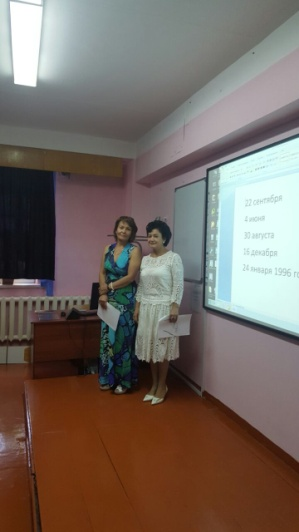 22 сентября
4 июня
30 августа
16 декабря
24 января 1996 го